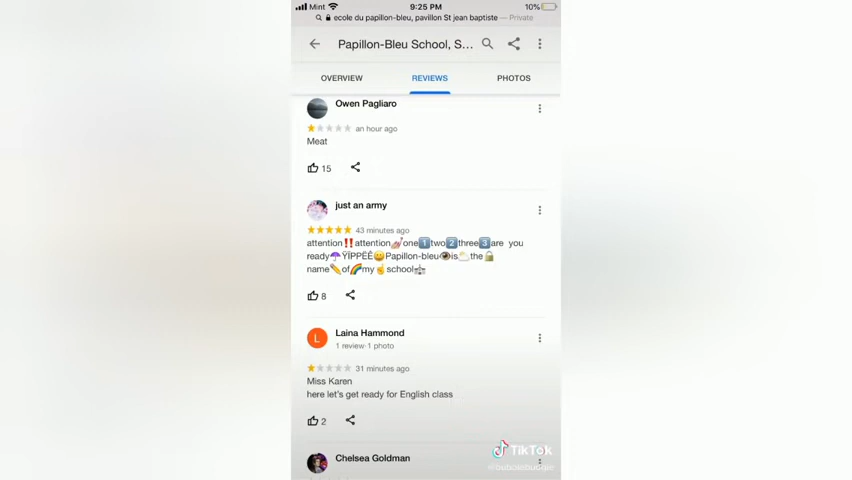 Mint 9:25 PM 10%
ecole du papillon-bleu, pavillon St jean baptiste — Private
Papillon-Bleu School, S...
OVERVIEW REVIEWS PHOTOS
Owen Pagliaro
an hour ago
Meat
15
just an army
43 minutes ago
attention‼️attention💅🏼one1️⃣two2️⃣three3️⃣are you
ready☂️ŸÏPPËÊ😀Papillon-bleu👁is🌥the🔒
name✏️of🌈my☝️school🏫
8
L
Laina Hammond
1 review·1 photo
31 minutes ago
Miss Karen
here let's get ready for English class
2
Chelsea Goldman
TikTok